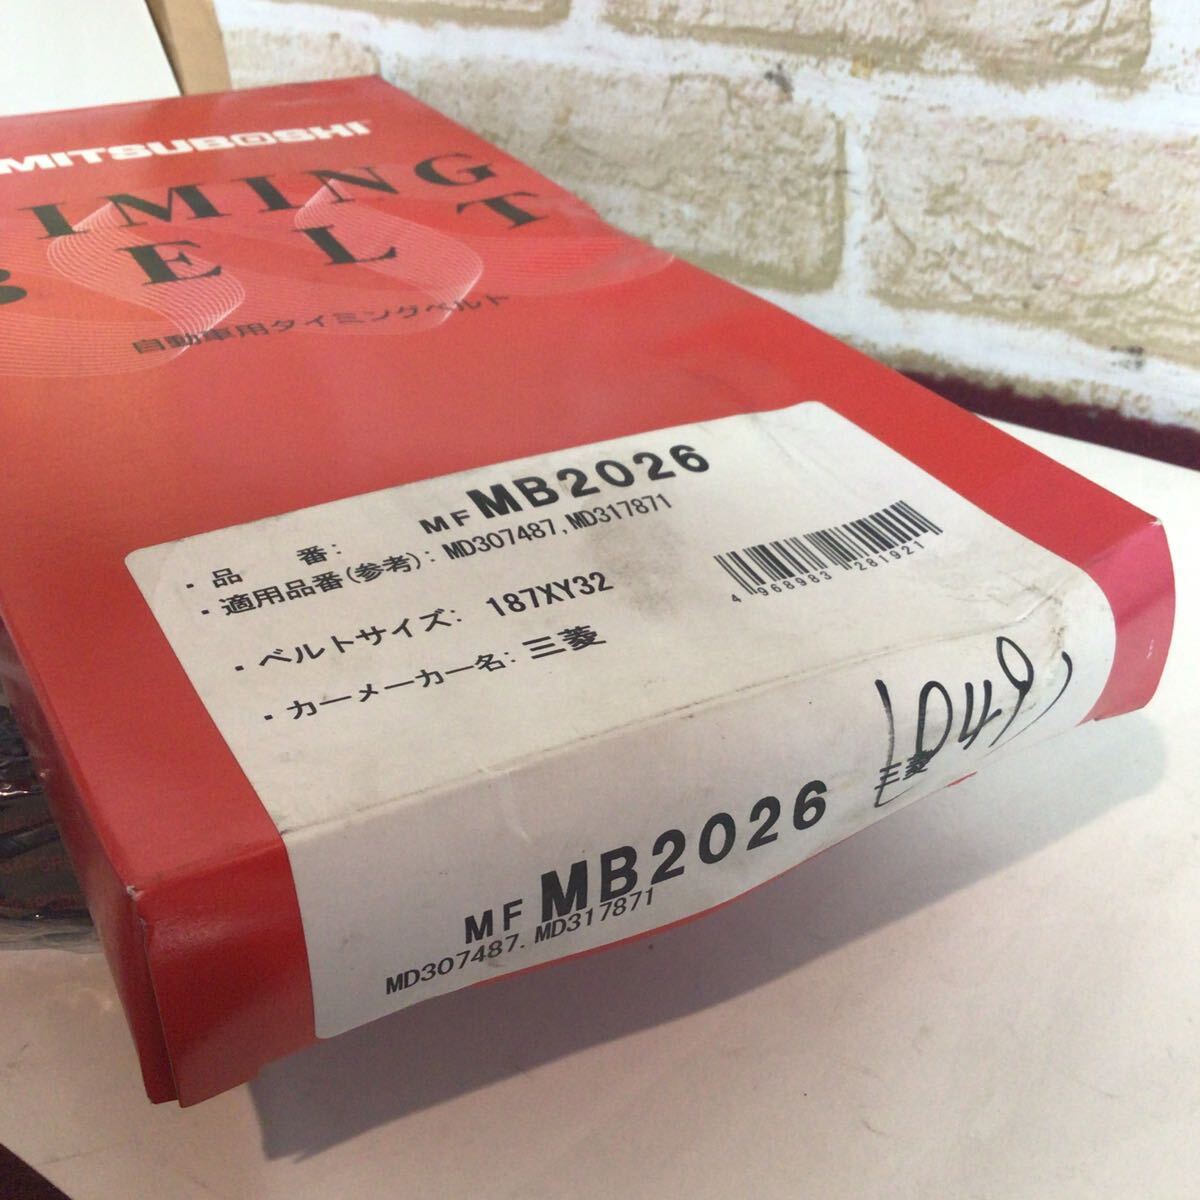 MITSUBOSHI
IMING
BELT
自動車用タイミングベルト
・品　番: MF MB2026
・適用品番(参考): MD307487,MD317871
・ベルトサイズ: 187XY32
・カーメーカー名: 三菱
4 968983 281921
三菱
MF MB2026
MD307487.MD317871